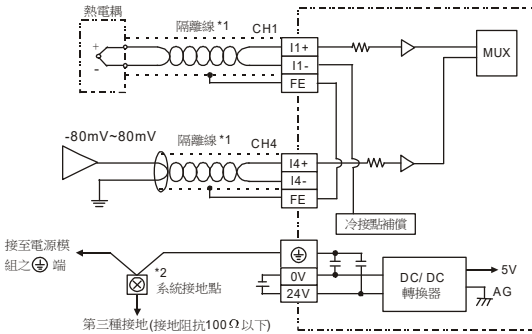 熱電耦
隔離線 *1
CH1
+
-
I1+
I1-
FE
MUX
-80mV~80mV
隔離線 *1
CH4
I4+
I4-
FE
冷接點補償
接至電源模
組之 端
*2
系統接地點
第三種接地(接地阻抗100Ω以下)
0V
24V
DC/ DC
轉換器
5V
AG